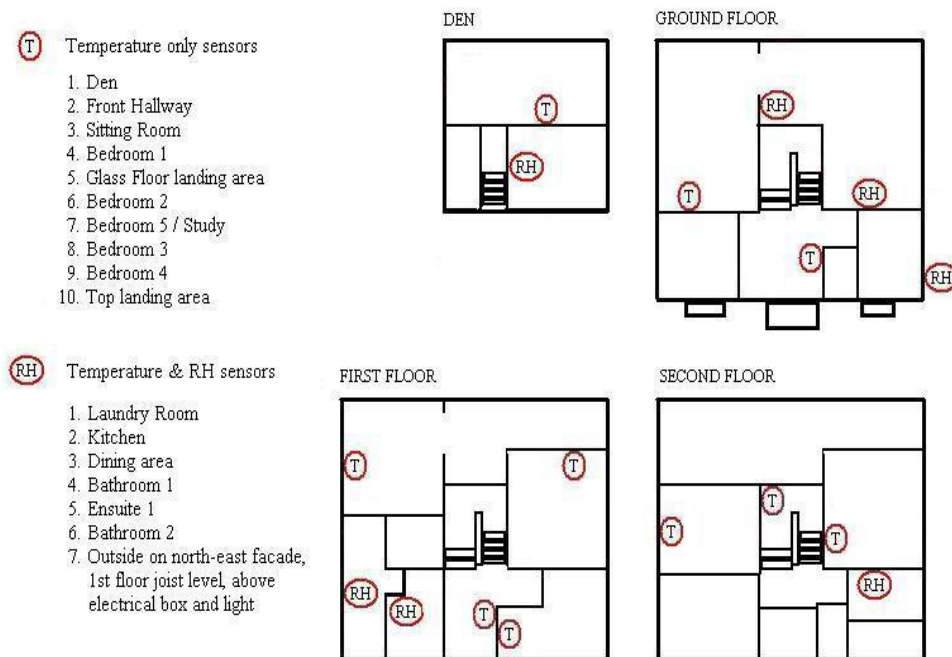 DEN
GROUND FLOOR
T Temperature only sensors
1. Den
2. Front Hallway
3. Sitting Room
4. Bedroom 1
5. Glass Floor landing area
6. Bedroom 2
7. Bedroom 5 / Study
8. Bedroom 3
9. Bedroom 4
10. Top landing area
T
RH
RH
T
RH
T
RH
RH Temperature & RH sensors
1. Laundry Room
2. Kitchen
3. Dining area
4. Bathroom 1
5. Ensuite 1
6. Bathroom 2
7. Outside on north-east facade,
1st floor joist level, above
electrical box and light
FIRST FLOOR
T
T
RH
RH
T
T
SECOND FLOOR
T
T
T
RH